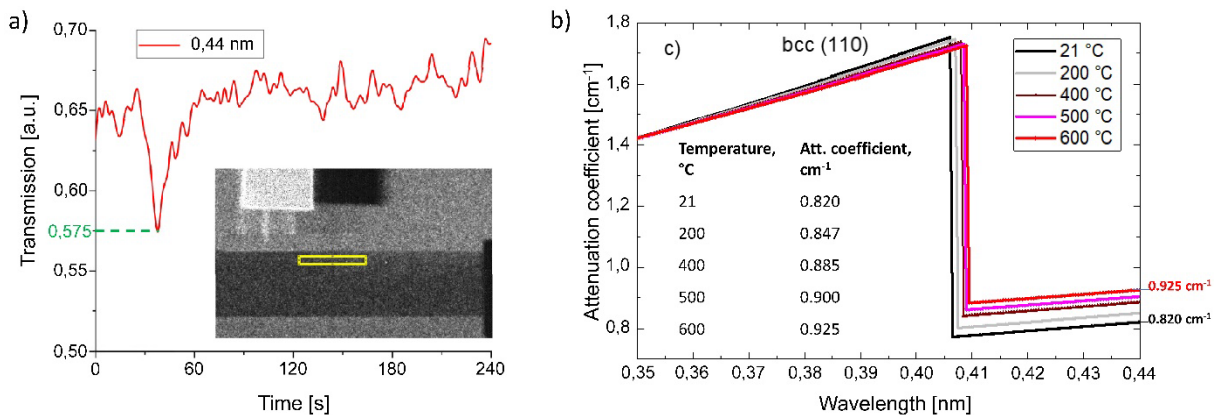 a)
0,70
0,65
0,60
0,575
0,55
0,50
Transmission [a.u.]
0,44 nm
0
60
120
180
240
Time [s]
b)
1,8
1,6
1,4
1,2
1,0
0,8
Attenuation coefficient [cm⁻¹]
c)
bcc (110)
21 °C
200 °C
400 °C
500 °C
600 °C
Temperature, Att. coefficient,
°C cm⁻¹
21 0.820
200 0.847
400 0.885
500 0.900
600 0.925
0.925 cm⁻¹
0.820 cm⁻¹
0,35 0,36 0,37 0,38 0,39 0,40 0,41 0,42 0,43 0,44
Wavelength [nm]